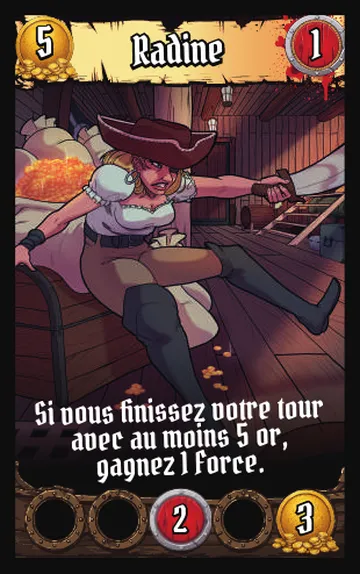 5
Radine
1
Si vous finissez votre tour
avec au moins 5 or,
gagnez 1 Force.
2
3